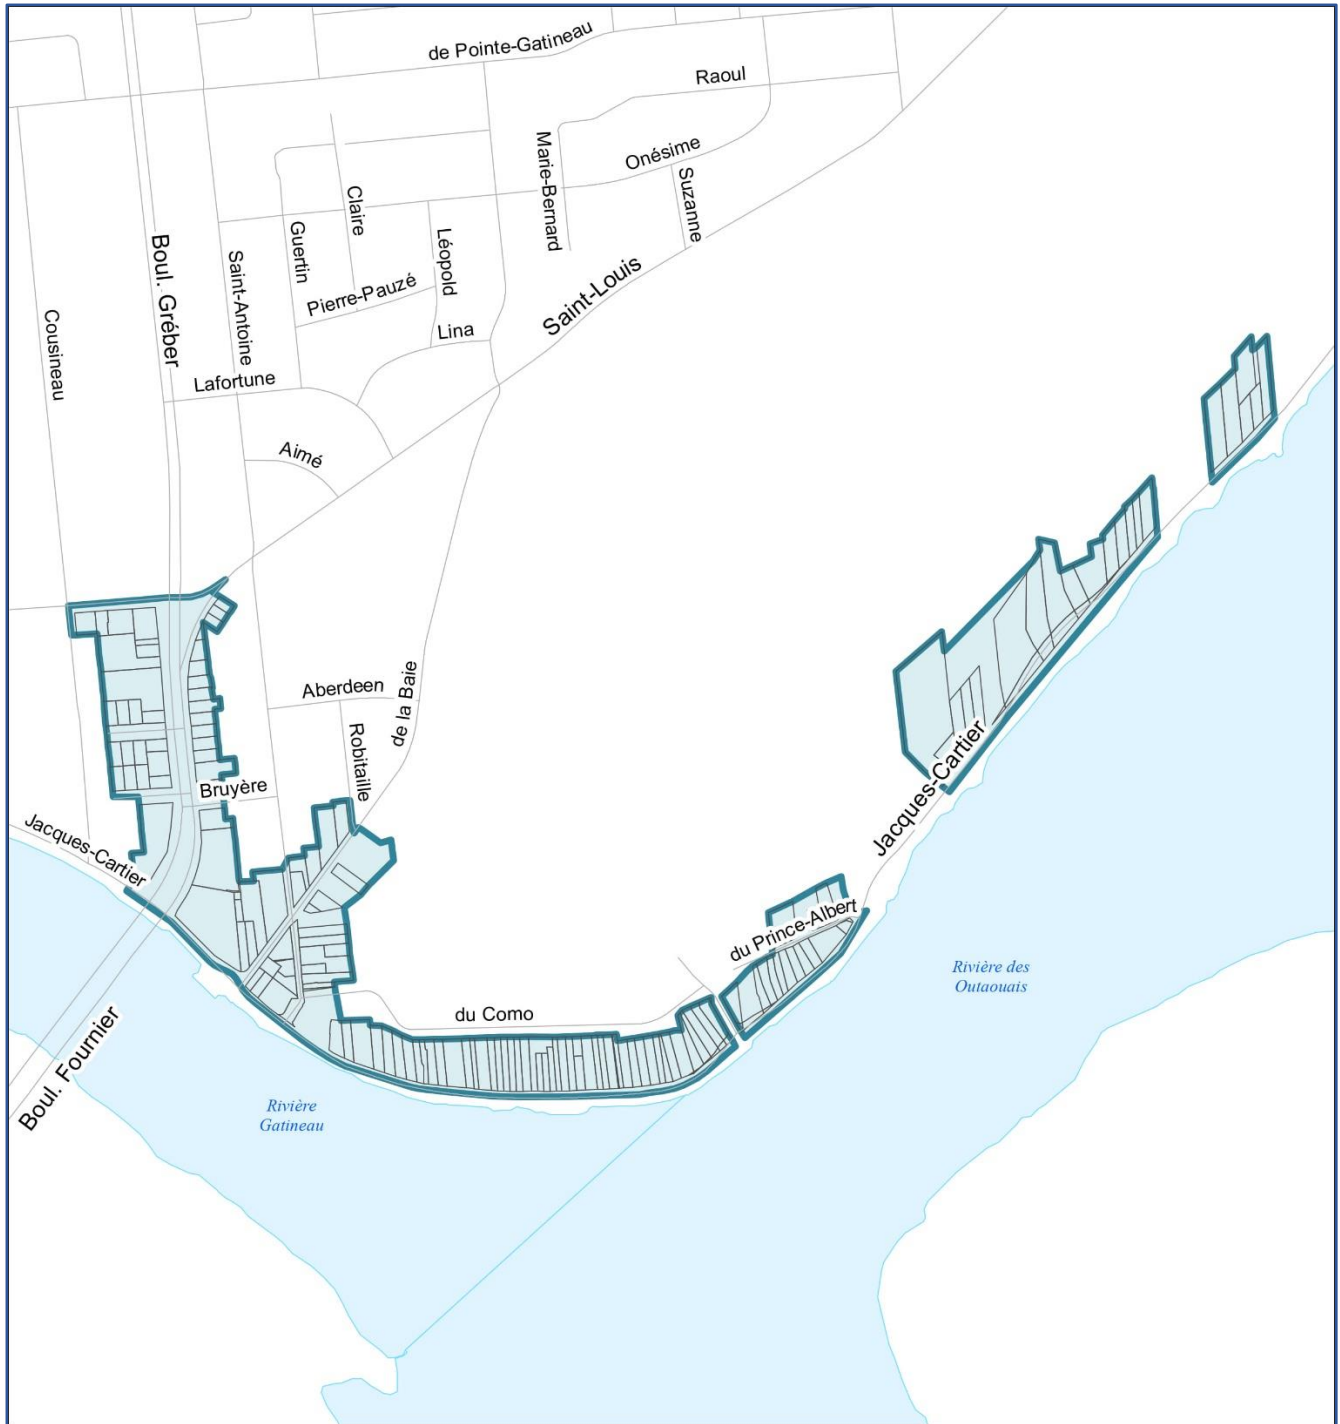 de Pointe-Gatineau
Raoul
Marie-Bernard
Onésime
Suzanne
Claire
Guertin
Léopold
Boul. Gréber
Saint-Antoine
Pierre-Pauzé
Saint-Louis
Cousineau
Lina
Lafortune
Aimé
Aberdeen
de la Baie
Robitaille
Bruyère
Jacques-Cartier
Jacques-Cartier
du Prince-Albert
Rivière des
Outaouais
du Como
Boul. Fournier
Rivière
Gatineau